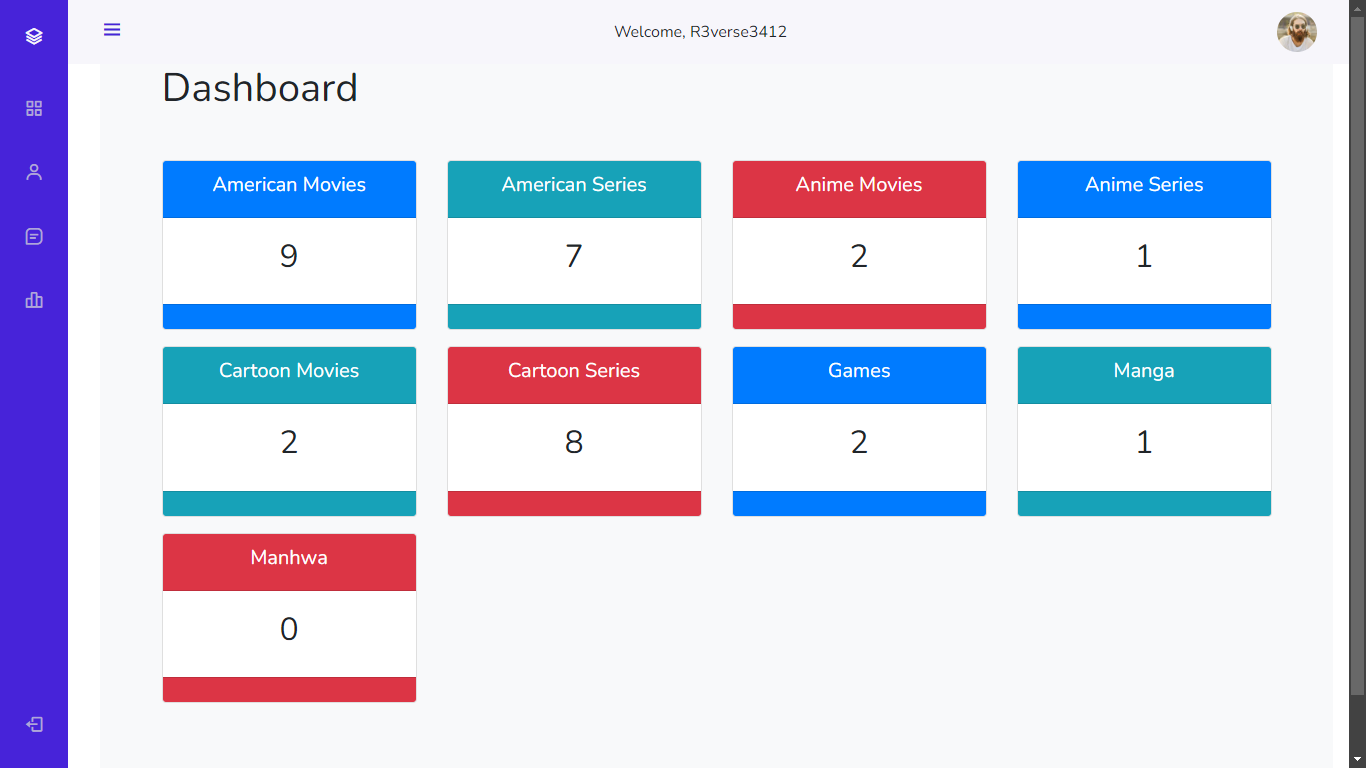 Welcome, R3verse3412
Dashboard
American Movies
9
American Series
7
Anime Movies
2
Anime Series
1
Cartoon Movies
2
Cartoon Series
8
Games
2
Manga
1
Manhwa
0